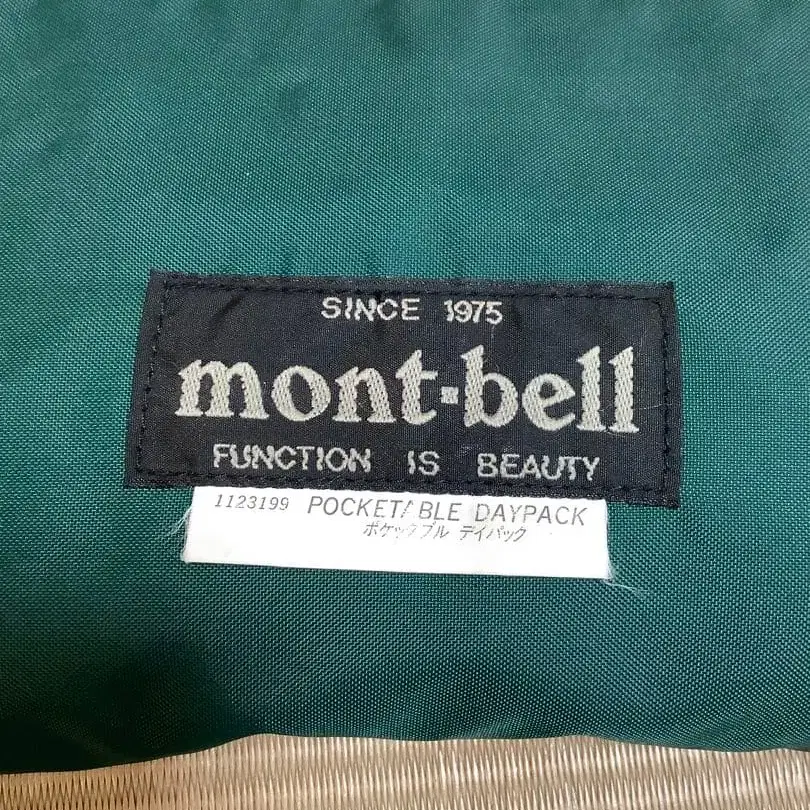 SINCE 1975
mont-bell
FUNCTION IS BEAUTY
1123199 POCKETABLE DAYPACK
ポケッタブル デイパック